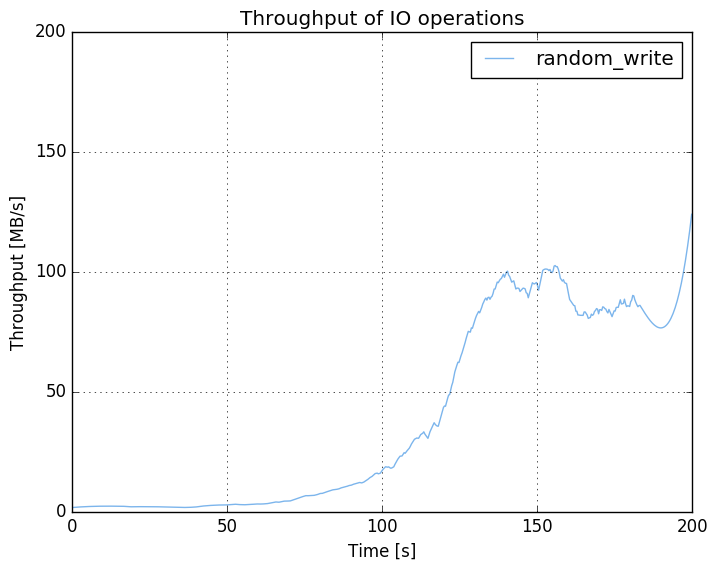 Throughput of IO operations
random_write
200
150
100
50
0
Throughput [MB/s]
0 50 100 150 200
Time [s]